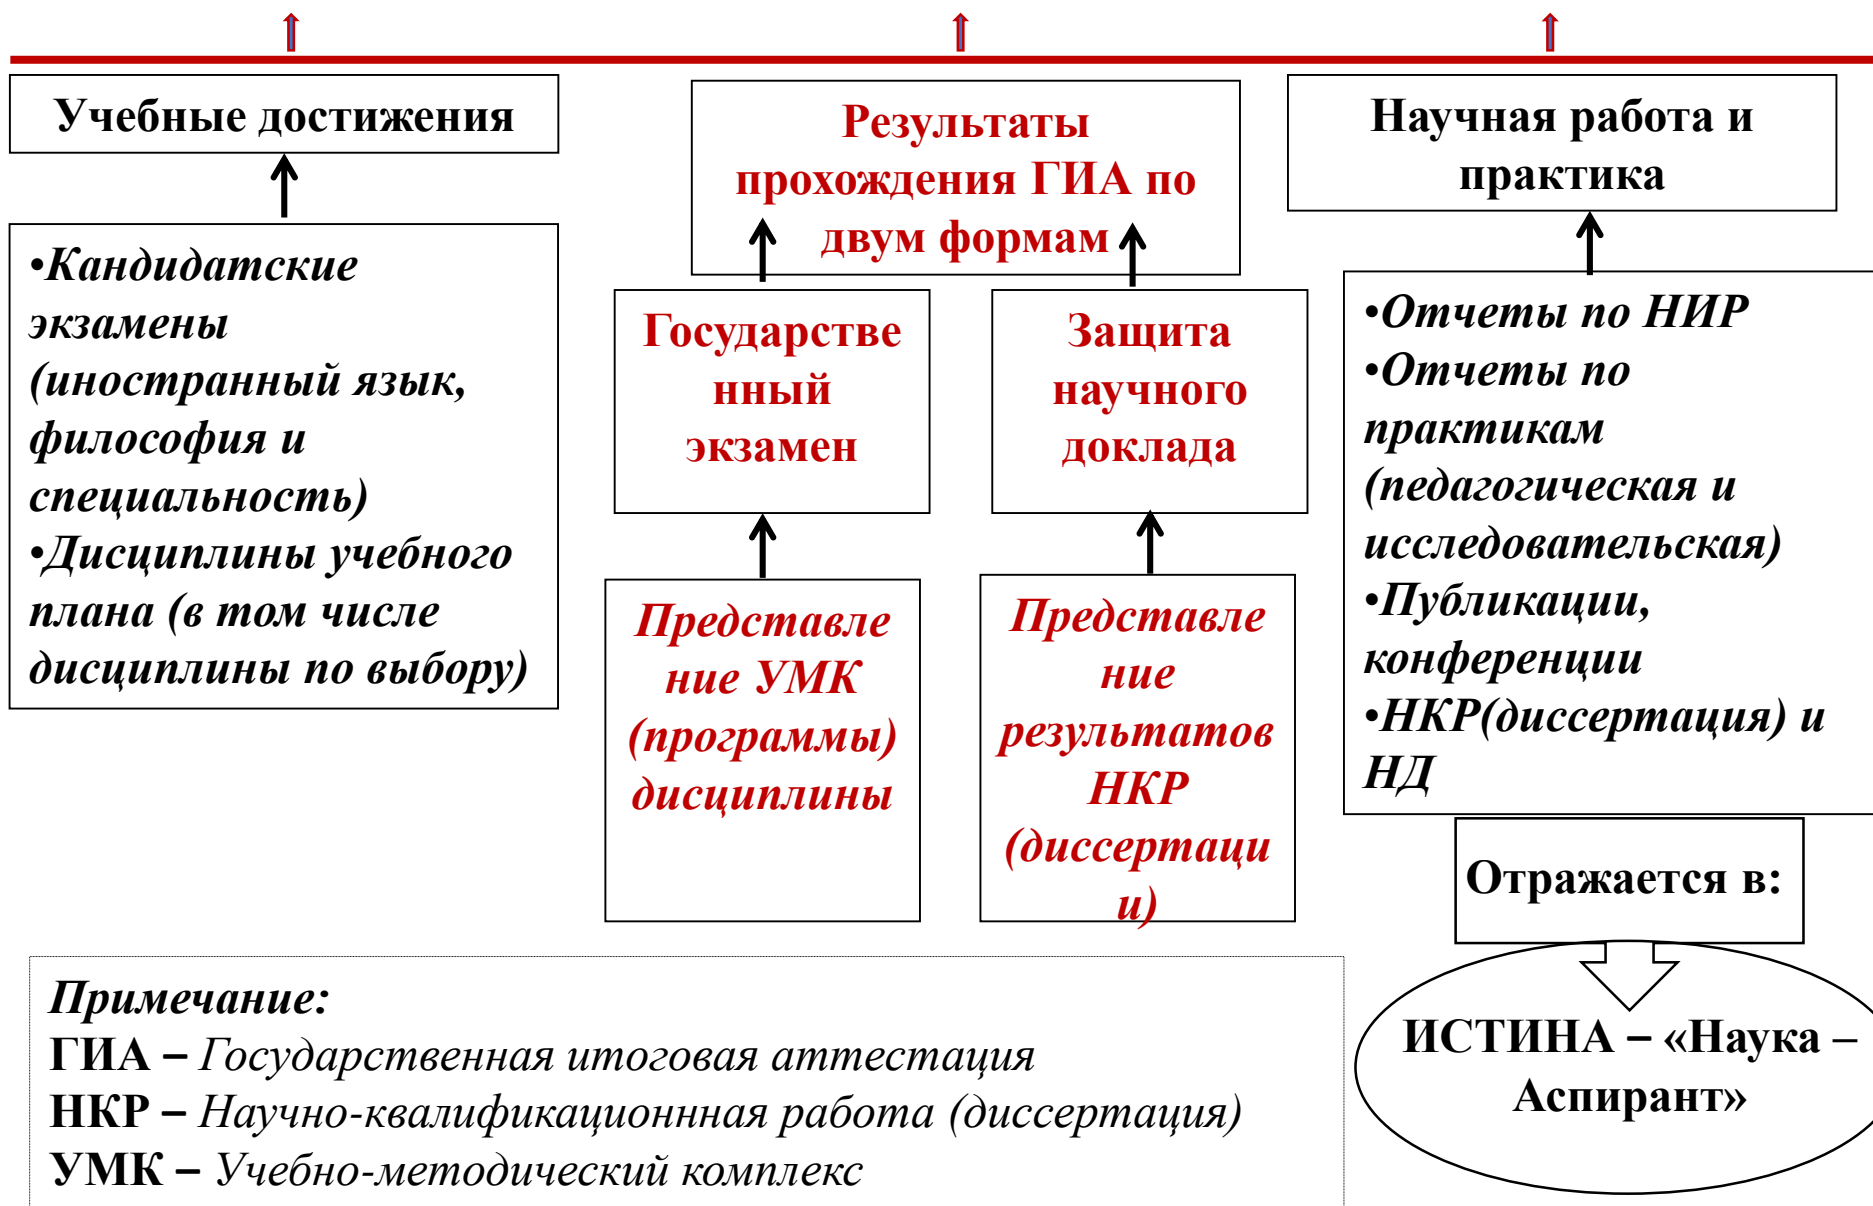 Учебные достижения
•Кандидатские
экзамены
(иностранный язык,
философия и
специальность)
•Дисциплины учебного
плана (в том числе
дисциплины по выбору)
Результаты
прохождения ГИА по
двум формам
Государстве
нный
экзамен
Защита
научного
доклада
Представле
ние УМК
(программы)
дисциплины
Представле
ние
результатов
НКР
(диссертаци
и)
Научная работа и
практика
•Отчеты по НИР
•Отчеты по
практикам
(педагогическая и
исследовательская)
•Публикации,
конференции
•НКР(диссертация) и
НД
Отражается в:
ИСТИНА – «Наука –
Аспирант»
Примечание:
ГИА – Государственная итоговая аттестация
НКР – Научно-квалификационнная работа (диссертация)
УМК – Учебно-методический комплекс